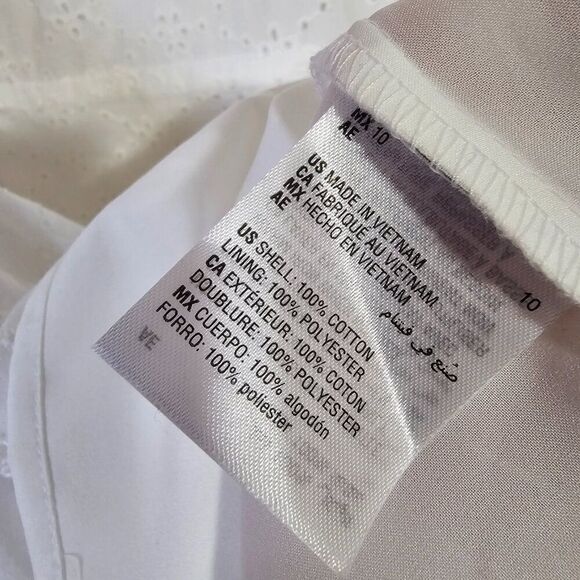 MX 10
AE
10
US MADE IN VIETNAM
CA FABRIQUE AU VIETNAM
MX HECHO EN VIETNAM
AE صُنع في فيتنام
US SHELL: 100% COTTON
LINING: 100% POLYESTER
CA EXTERIEUR: 100% COTON
DOUBLURE: 100% POLYESTER
MX CUERPO: 100% algodón
FORRO: 100% poliester
AE